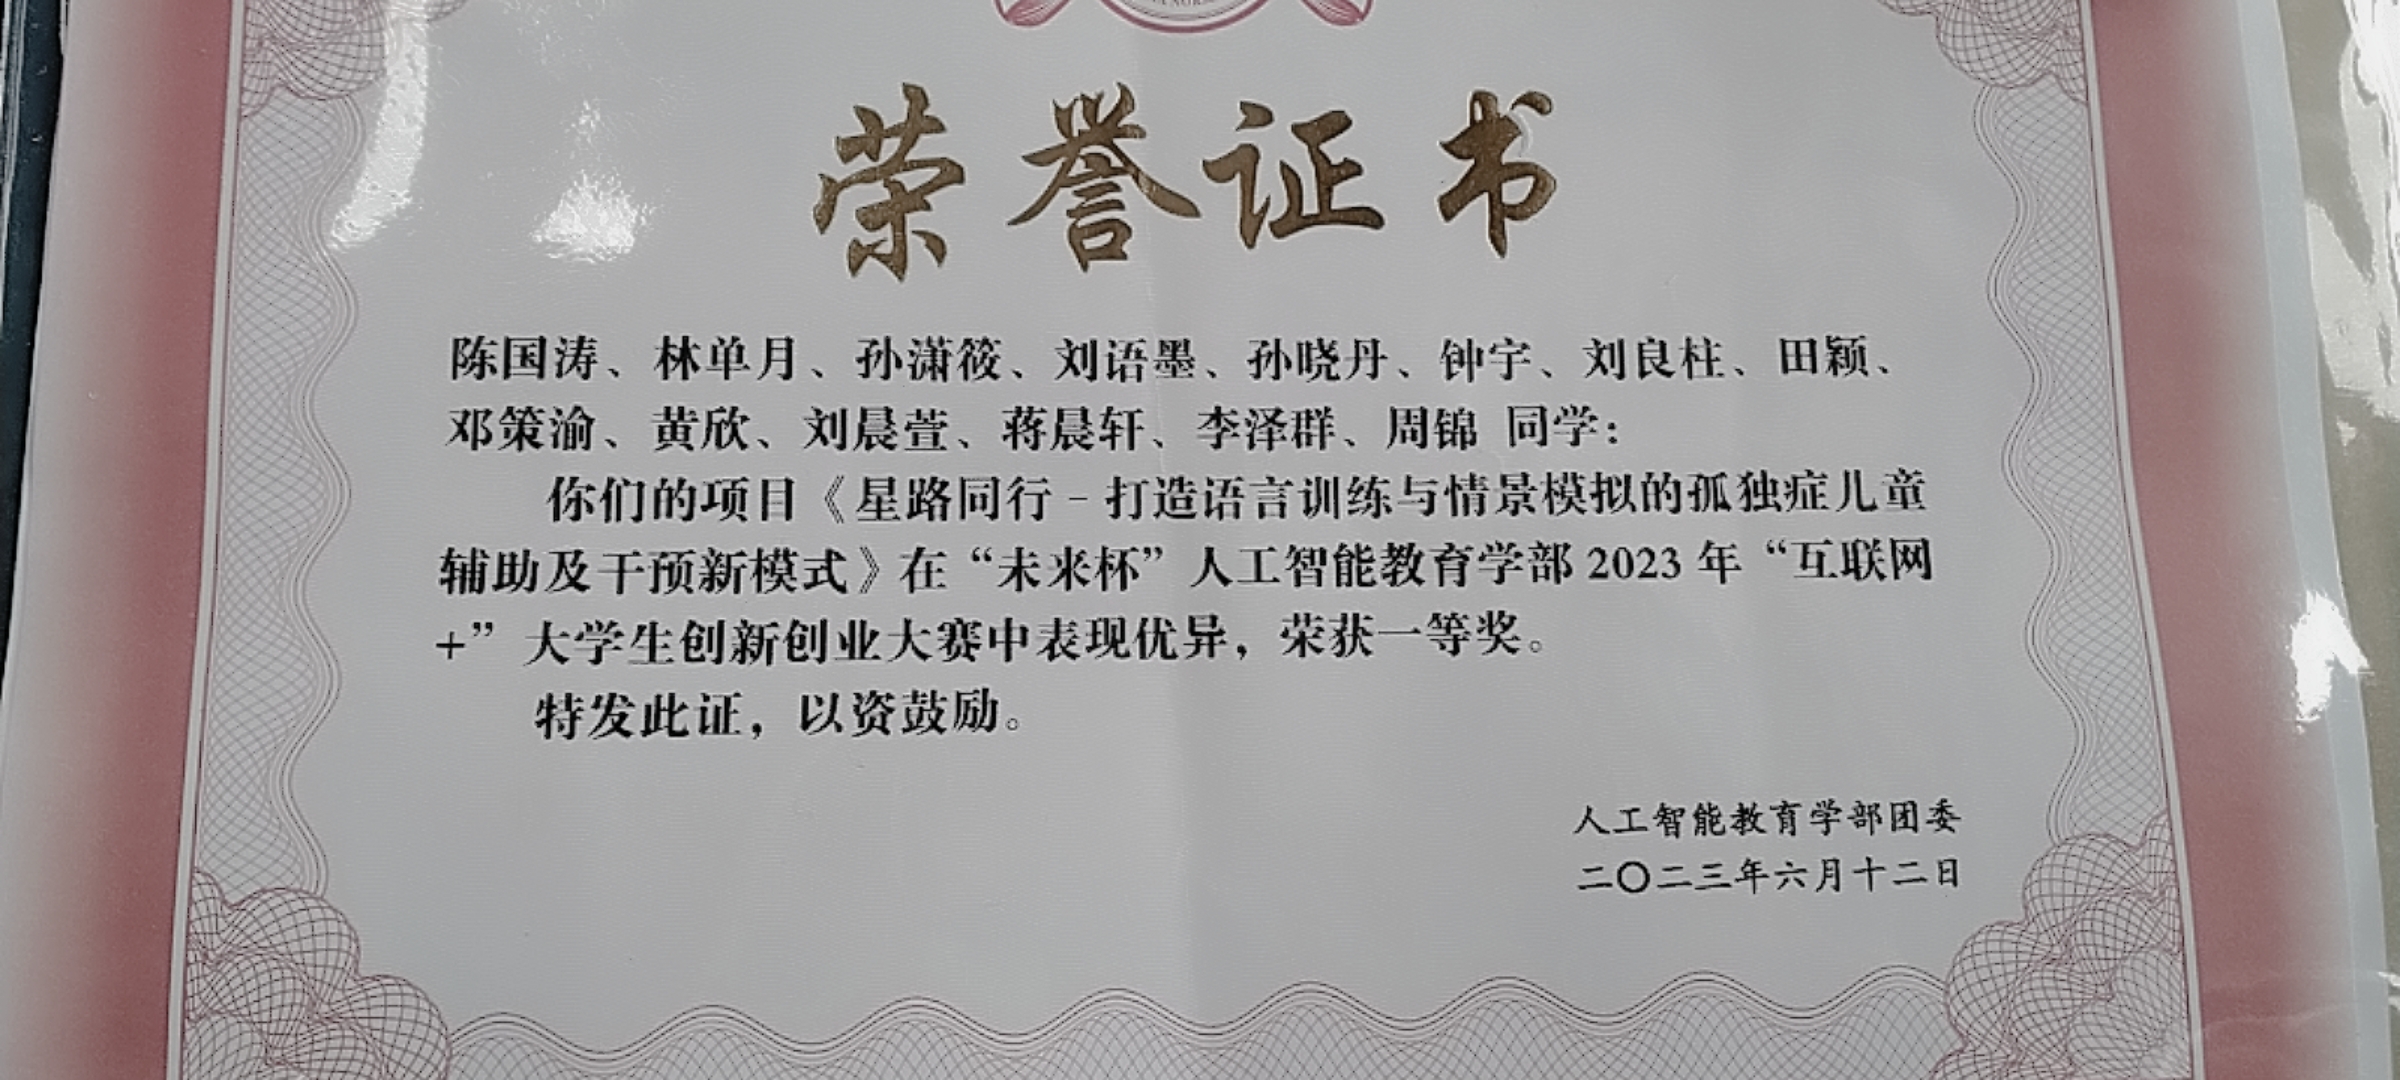 荣誉证书
陈国涛、林单月、孙潇筱、刘语墨、孙晓丹、钟宇、刘良柱、田颖、
邓策渝、黄欣、刘晨萱、蒋晨轩、李泽群、周锦 同学：
你们的项目《星路同行－打造语言训练与情景模拟的孤独症儿童
辅助及干预新模式》在“未来杯”人工智能教育学部 2023 年“互联网
+”大学生创新创业大赛中表现优异，荣获一等奖。
特发此证，以资鼓励。
人工智能教育学部团委
二〇二三年六月十二日